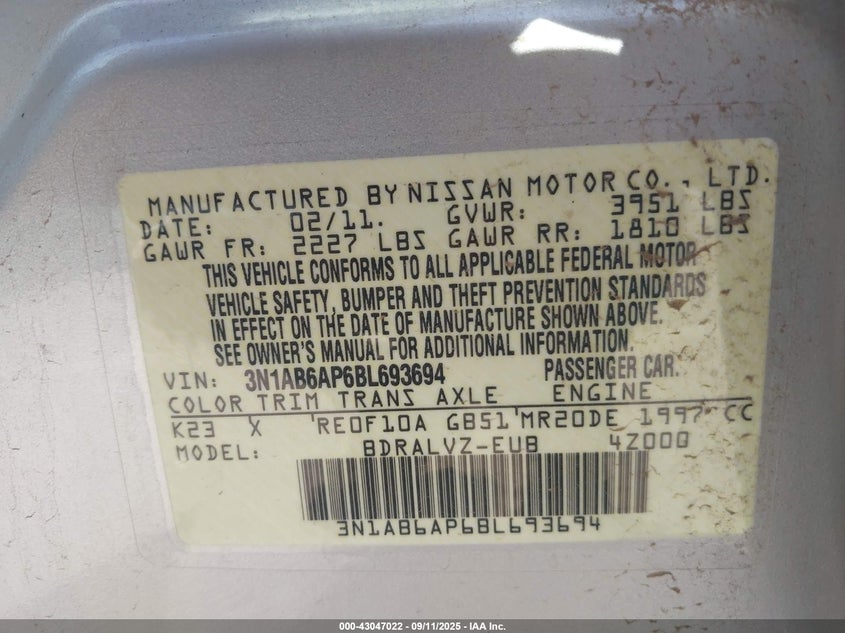 MANUFACTURED BY NISSAN MOTOR CO., LTD.
DATE: 02/11. GVWR: 3951 LBS
GAWR FR: 2227 LBS GAWR RR: 1810 LBS
THIS VEHICLE CONFORMS TO ALL APPLICABLE FEDERAL MOTOR
VEHICLE SAFETY, BUMPER AND THEFT PREVENTION STANDARDS
IN EFFECT ON THE DATE OF MANUFACTURE SHOWN ABOVE.
SEE OWNER'S MANUAL FOR ADDITIONAL INFORMATION.
VIN: 3N1AB6AP6BL693694 PASSENGER CAR.
COLOR TRIM TRANS AXLE ENGINE
K23 X RE0F10A GB51 MR20DE 1997 CC
MODEL: BDRALVZ-EUB 4Z000
3N1AB6AP6BL693694
000-43047022 - 09/11/2025 - IAA Inc.